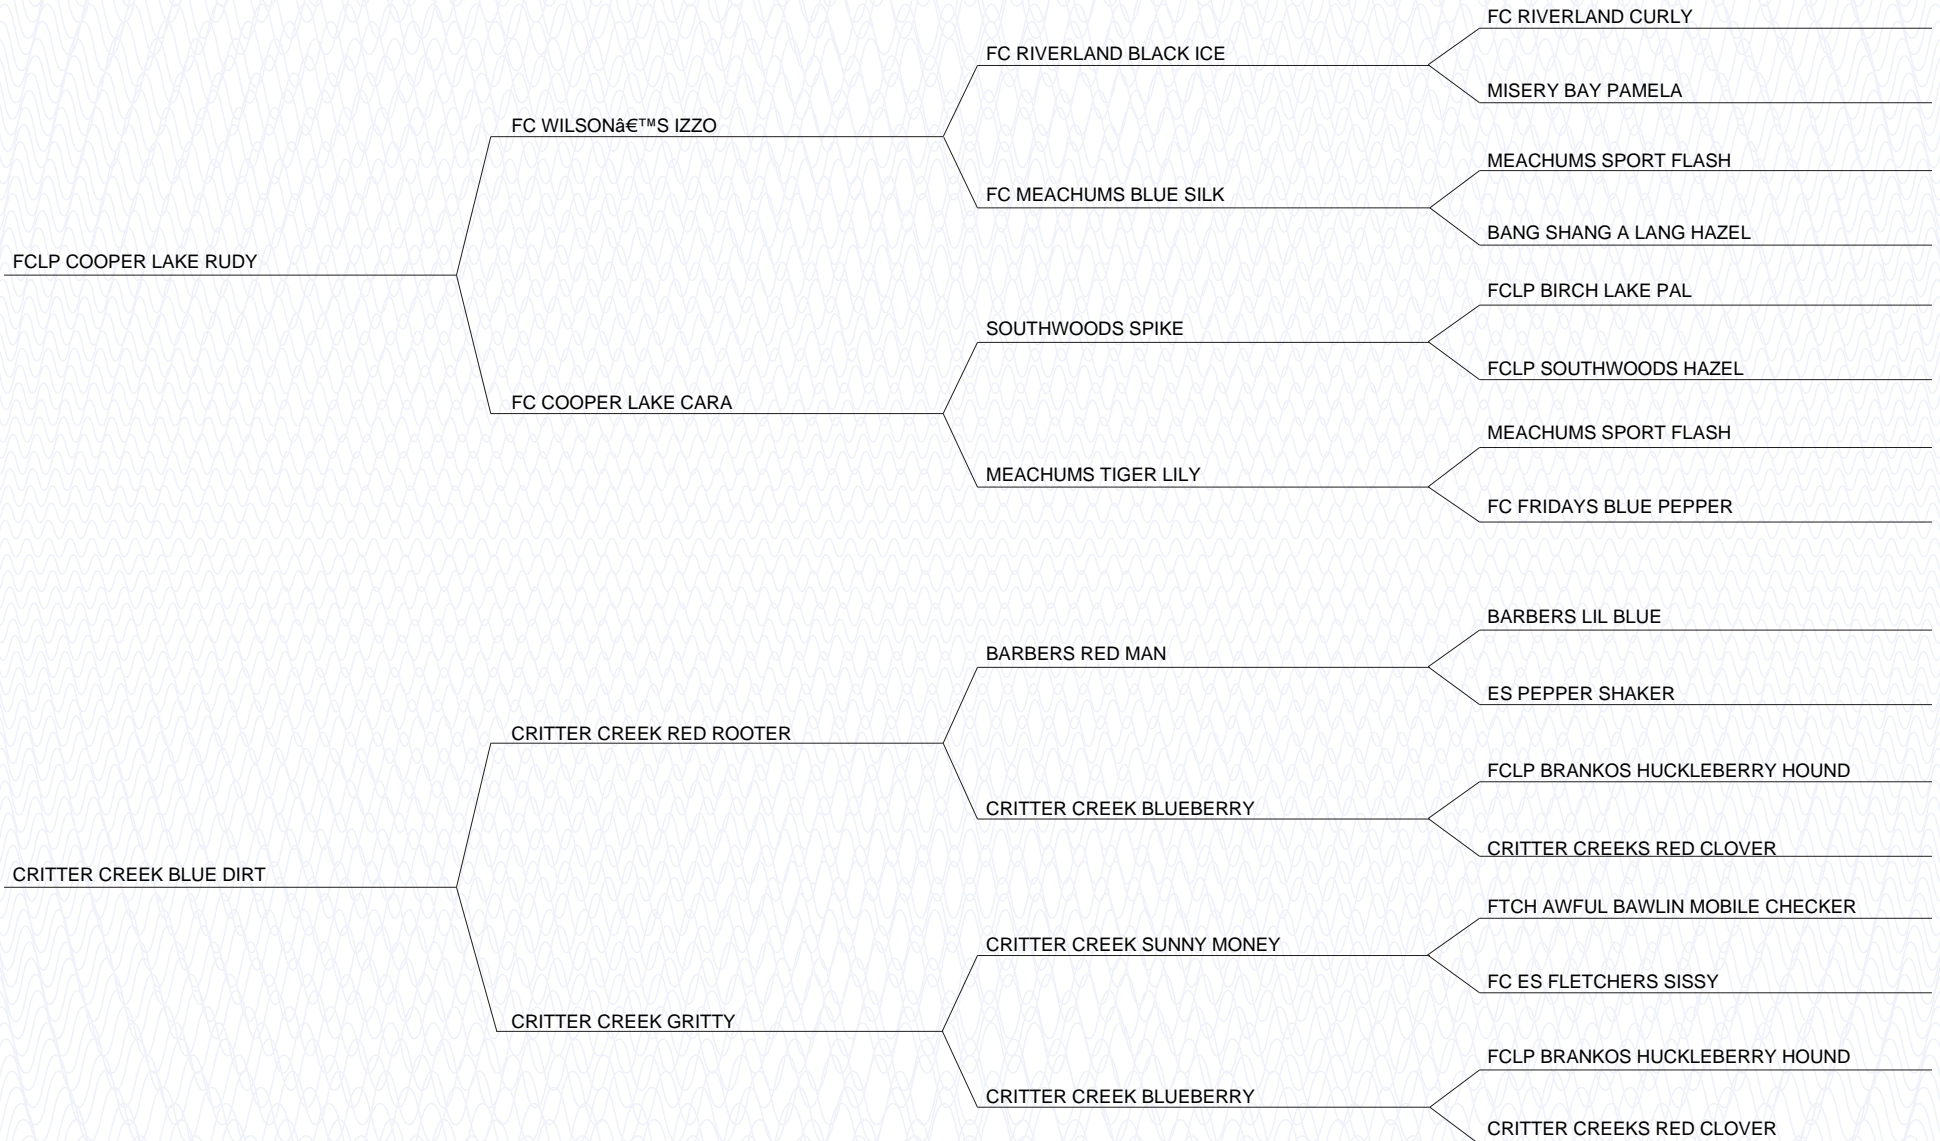 FC RIVERLAND CURLY
FC RIVERLAND BLACK ICE
MISERY BAY PAMELA
FC WILSONâ€™S IZZO
MEACHUMS SPORT FLASH
FC MEACHUMS BLUE SILK
BANG SHANG A LANG HAZEL
FCLP COOPER LAKE RUDY
FCLP BIRCH LAKE PAL
SOUTHWOODS SPIKE
FCLP SOUTHWOODS HAZEL
FC COOPER LAKE CARA
MEACHUMS SPORT FLASH
MEACHUMS TIGER LILY
FC FRIDAYS BLUE PEPPER
BARBERS LIL BLUE
BARBERS RED MAN
ES PEPPER SHAKER
CRITTER CREEK RED ROOTER
FCLP BRANKOS HUCKLEBERRY HOUND
CRITTER CREEK BLUEBERRY
CRITTER CREEKS RED CLOVER
CRITTER CREEK BLUE DIRT
FTCH AWFUL BAWLIN MOBILE CHECKER
CRITTER CREEK SUNNY MONEY
FC ES FLETCHERS SISSY
CRITTER CREEK GRITTY
FCLP BRANKOS HUCKLEBERRY HOUND
CRITTER CREEK BLUEBERRY
CRITTER CREEKS RED CLOVER